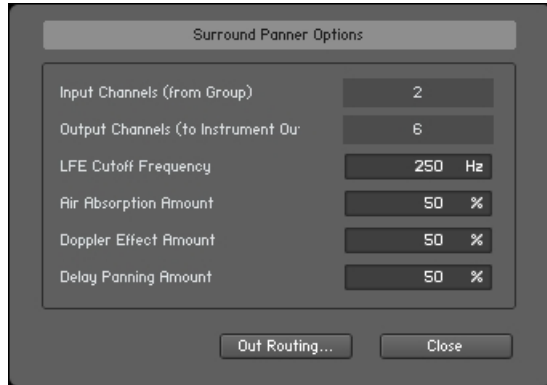 Surround Panner Options
Input Channels (from Group) 2
Output Channels (to Instrument Ou 6
LFE Cutoff Frequency 250 Hz
Air Absorption Amount 50 %
Doppler Effect Amount 50 %
Delay Panning Amount 50 %
Out Routing... Close